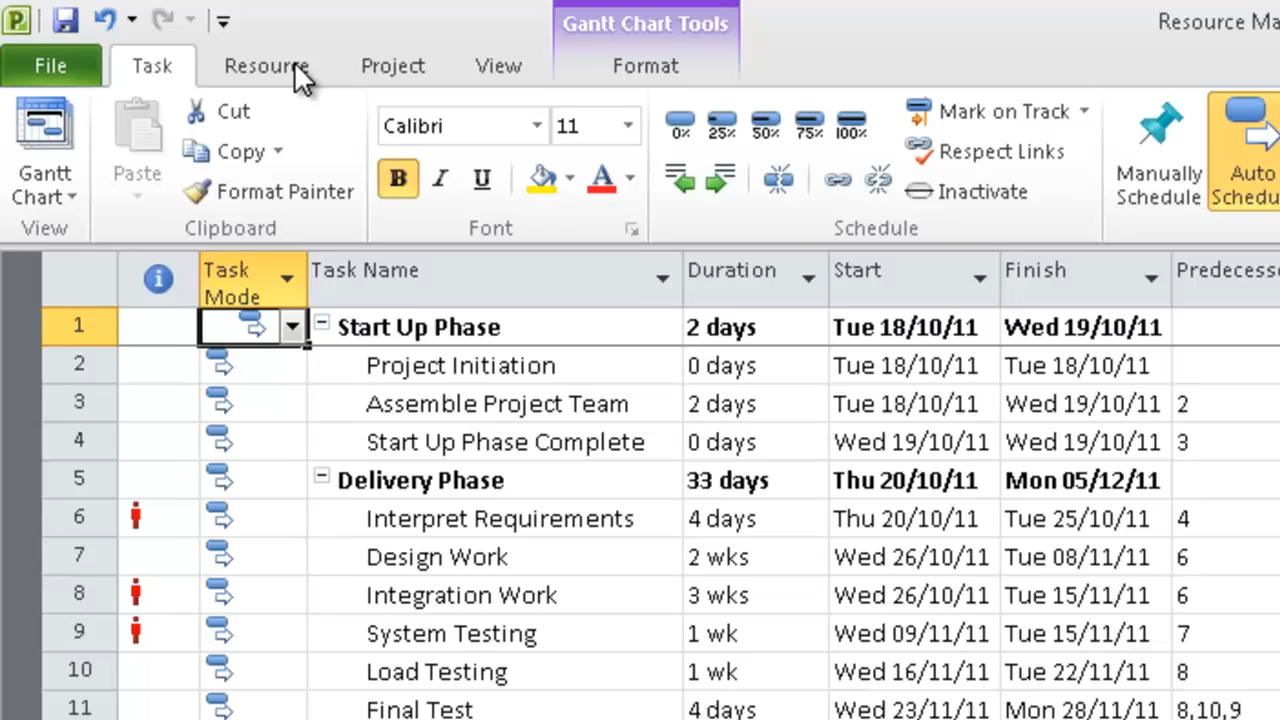 Gantt Chart Tools
Resource Ma
File Task Resource Project View Format
Gantt Chart
View
Paste
Cut
Copy
Format Painter
Clipboard
Calibri 11
B I U A
Font
0% 25% 50% 75% 100%
Mark on Track
Respect Links
Inactivate
Schedule
Manually Schedule
Auto Schedu
i Task Mode Task Name Duration Start Finish Predecess
1 Start Up Phase 2 days Tue 18/10/11 Wed 19/10/11
2 Project Initiation 0 days Tue 18/10/11 Tue 18/10/11
3 Assemble Project Team 2 days Tue 18/10/11 Wed 19/10/11 2
4 Start Up Phase Complete 0 days Wed 19/10/11 Wed 19/10/11 3
5 Delivery Phase 33 days Thu 20/10/11 Mon 05/12/11
6 Interpret Requirements 4 days Thu 20/10/11 Tue 25/10/11 4
7 Design Work 2 wks Wed 26/10/11 Tue 08/11/11 6
8 Integration Work 3 wks Wed 26/10/11 Tue 15/11/11 6
9 System Testing 1 wk Wed 09/11/11 Tue 15/11/11 7
10 Load Testing 1 wk Wed 16/11/11 Tue 22/11/11 8
11 Final Test 4 days Wed 23/11/11 Mon 28/11/11 8,10,9